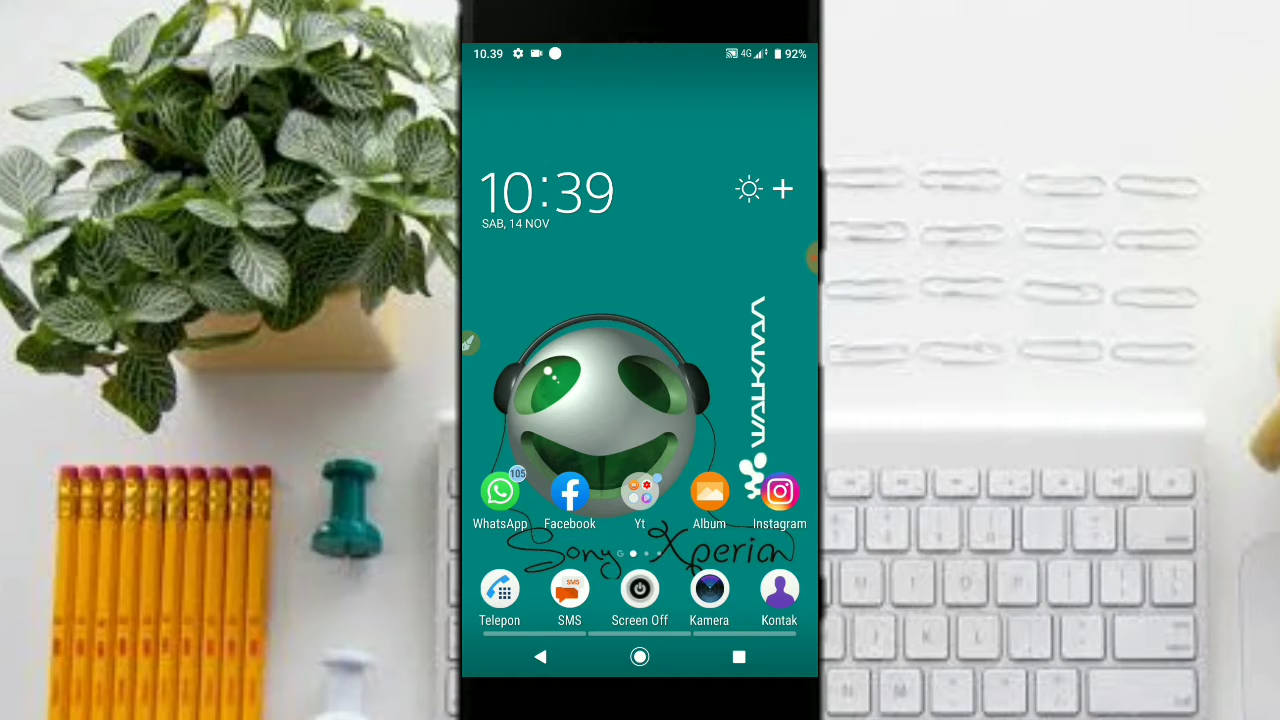 10.39 4G 92%
10:39
SAB, 14 NOV
WALKMAN
105
WhatsApp Facebook Yt Album Instagram
Sony Xperia
G
SMS
Telepon SMS Screen Off Kamera Kontak